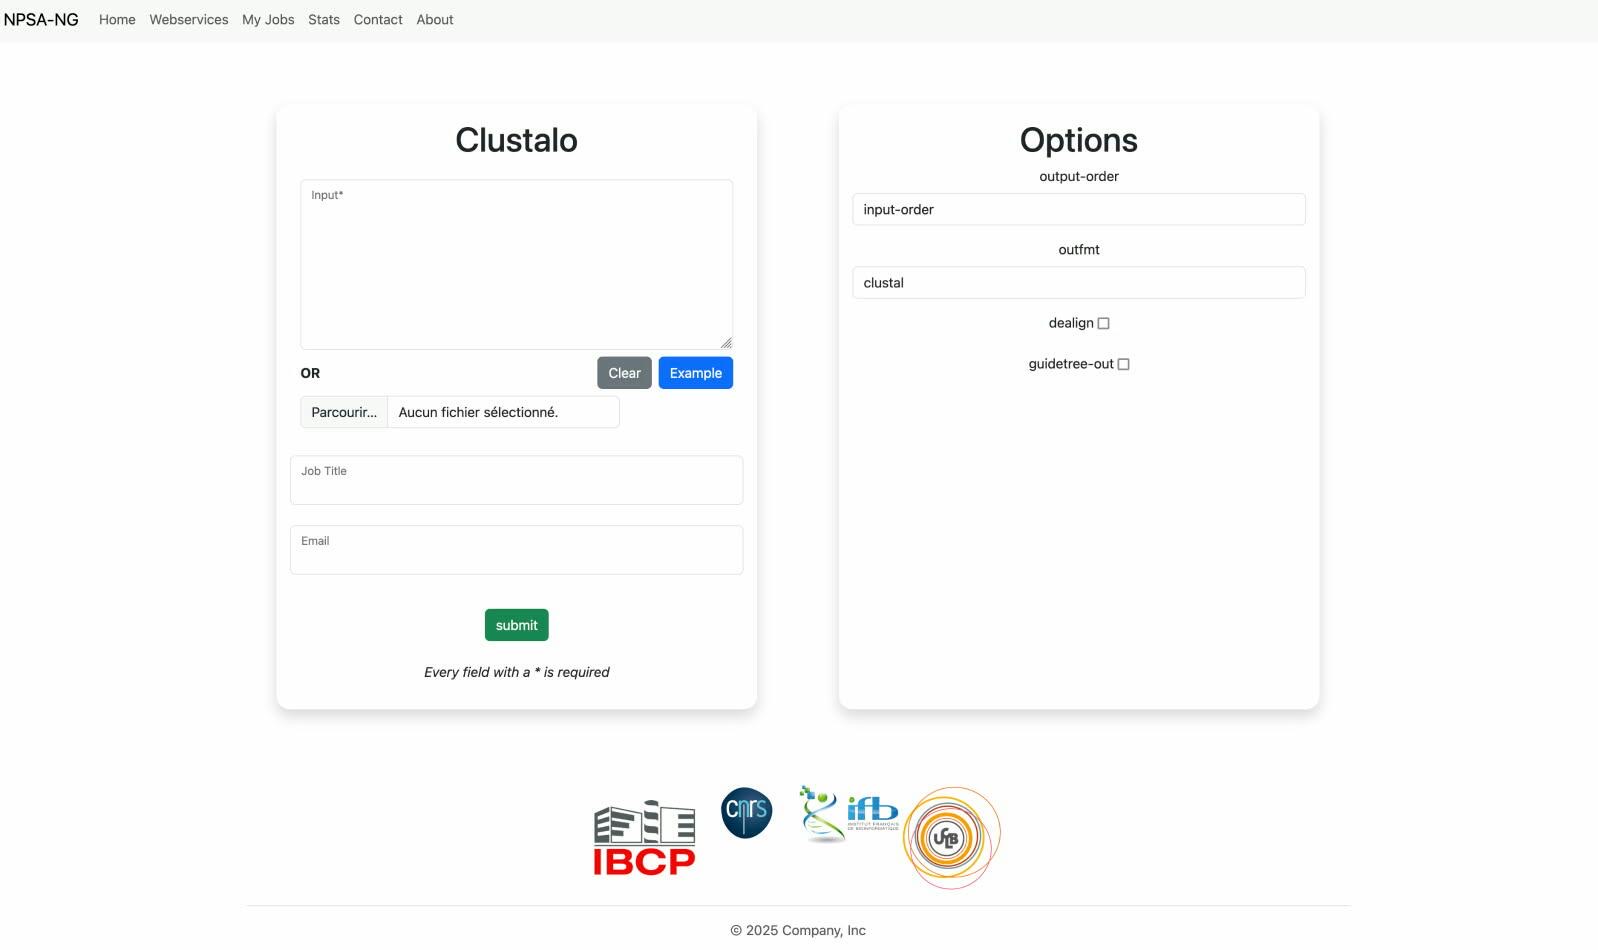 NPSA-NG Home Webservices My Jobs Stats Contact About
Clustalo
Input*
OR
Clear
Example
Parcourir... Aucun fichier sélectionné.
Job Title
Email
submit
Every field with a * is required
Options
output-order
input-order
outfmt
clustal
dealign
guidetree-out
IBCP
cnrs
ifb
INSTITUT FRANÇAIS
DE BIOINFORMATIQUE
© 2025 Company, Inc